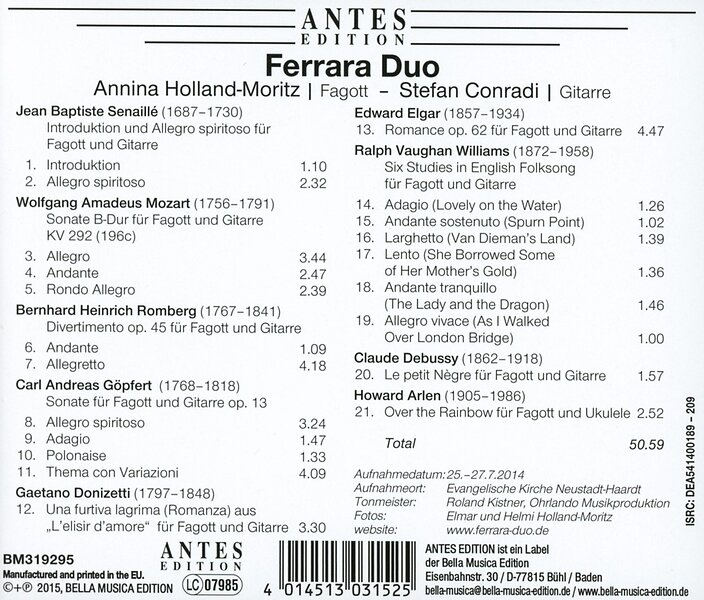 ANTES
EDITION
Ferrara Duo
Annina Holland-Moritz | Fagott – Stefan Conradi | Gitarre
Jean Baptiste Senaillé (1687–1730)
Introduktion und Allegro spiritoso für
Fagott und Gitarre
1. Introduktion 1.10
2. Allegro spiritoso 2.32
Wolfgang Amadeus Mozart (1756–1791)
Sonate B-Dur für Fagott und Gitarre
KV 292 (196c)
3. Allegro 3.44
4. Andante 2.47
5. Rondo Allegro 2.39
Bernhard Heinrich Romberg (1767–1841)
Divertimento op. 45 für Fagott und Gitarre
6. Andante 1.09
7. Allegretto 4.18
Carl Andreas Göpfert (1768–1818)
Sonate für Fagott und Gitarre op. 13
8. Allegro spiritoso 3.24
9. Adagio 1.47
10. Polonaise 1.33
11. Thema con Variazioni 4.09
Gaetano Donizetti (1797–1848)
12. Una furtiva lagrima (Romanza) aus
„L'elisir d'amore“ für Fagott und Gitarre 3.30
Edward Elgar (1857–1934)
13. Romance op. 62 für Fagott und Gitarre 4.47
Ralph Vaughan Williams (1872–1958)
Six Studies in English Folksong
für Fagott und Gitarre
14. Adagio (Lovely on the Water) 1.26
15. Andante sostenuto (Spurn Point) 1.02
16. Larghetto (Van Dieman's Land) 1.39
17. Lento (She Borrowed Some
of Her Mother's Gold) 1.36
18. Andante tranquillo
(The Lady and the Dragon) 1.46
19. Allegro vivace (As I Walked
Over London Bridge) 1.00
Claude Debussy (1862–1918)
20. Le petit Nègre für Fagott und Gitarre 1.57
Howard Arlen (1905–1986)
21. Over the Rainbow für Fagott und Ukulele 2.52
Total 50.59
Aufnahmedatum: 25.–27.7.2014
Aufnahmeort: Evangelische Kirche Neustadt-Haardt
Tonmeister: Roland Kistner, Ohrlando Musikproduktion
Fotos: Elmar und Helmi Holland-Moritz
website: www.ferrara-duo.de
ISRC: DEA541400189 - 209
BM319295
Manufactured and printed in the EU.
©+℗ 2015, BELLA MUSICA EDITION
ANTES
EDITION
LC 07985
4 014513 031525
ANTES EDITION ist ein Label
der Bella Musica Edition
Eisenbahnstr. 30 / D-77815 Bühl / Baden
bella-musica@bella-musica-edition.de / www.bella-musica-edition.de